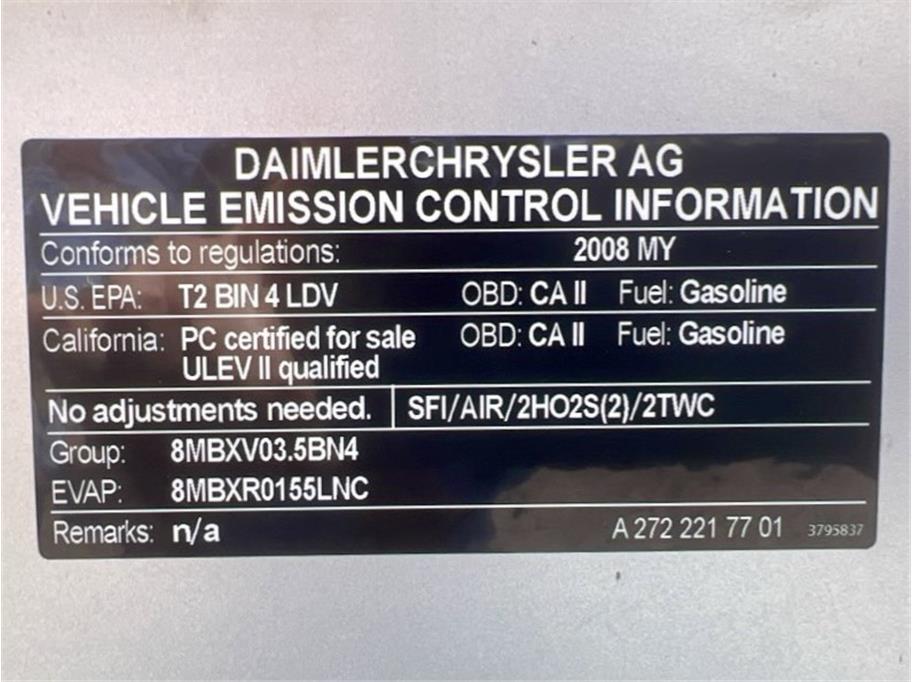 DAIMLERCHRYSLER AG
VEHICLE EMISSION CONTROL INFORMATION
Conforms to regulations: 2008 MY
U.S. EPA: T2 BIN 4 LDV OBD: CA II Fuel: Gasoline
California: PC certified for sale OBD: CA II Fuel: Gasoline
ULEV II qualified
No adjustments needed. SFI/AIR/2HO2S(2)/2TWC
Group: 8MBXV03.5BN4
EVAP: 8MBXR0155LNC
Remarks: n/a A 272 221 77 01 3795837